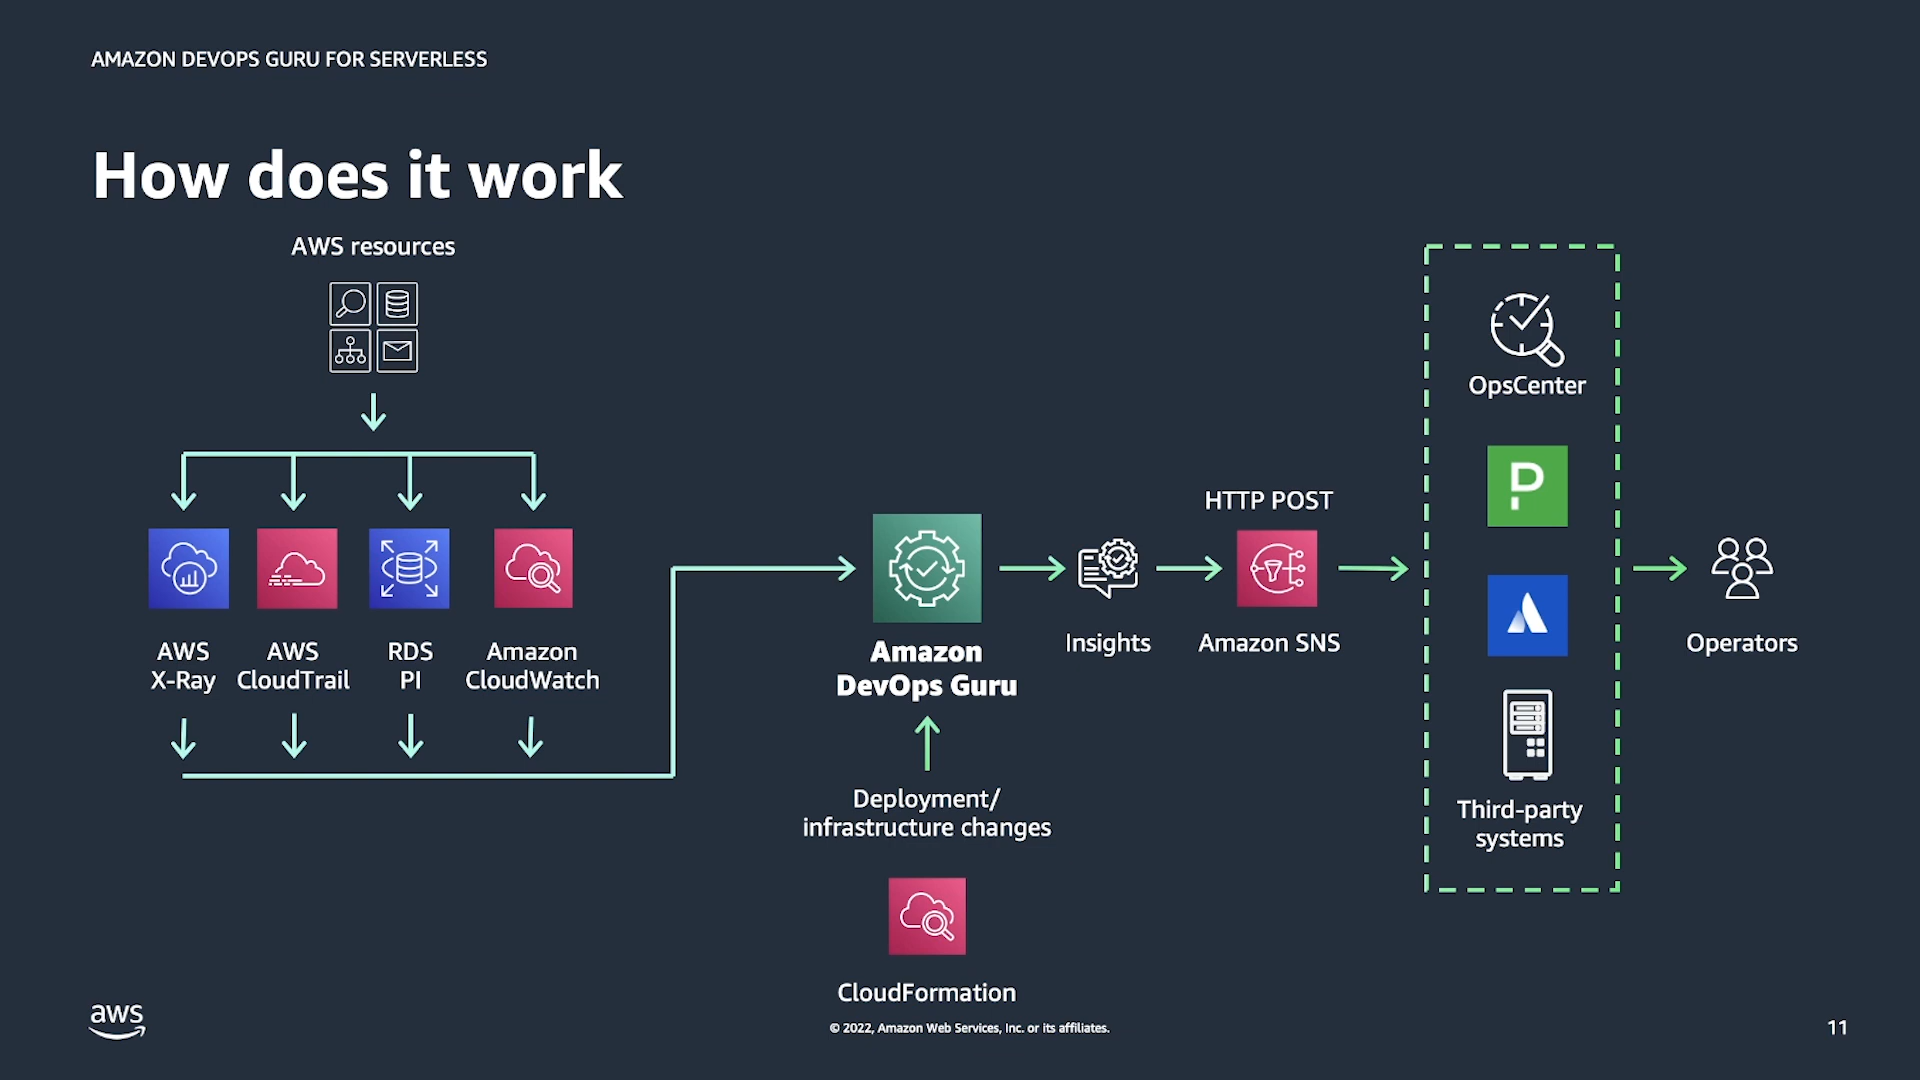 AMAZON DEVOPS GURU FOR SERVERLESS
How does it work
AWS resources
AWS
X-Ray
AWS
CloudTrail
RDS
PI
Amazon
CloudWatch
Amazon
DevOps Guru
Deployment/
infrastructure changes
CloudFormation
Insights
HTTP POST
Amazon SNS
OpsCenter
P
Third-party
systems
Operators
aws
© 2022, Amazon Web Services, Inc. or its affiliates.
11